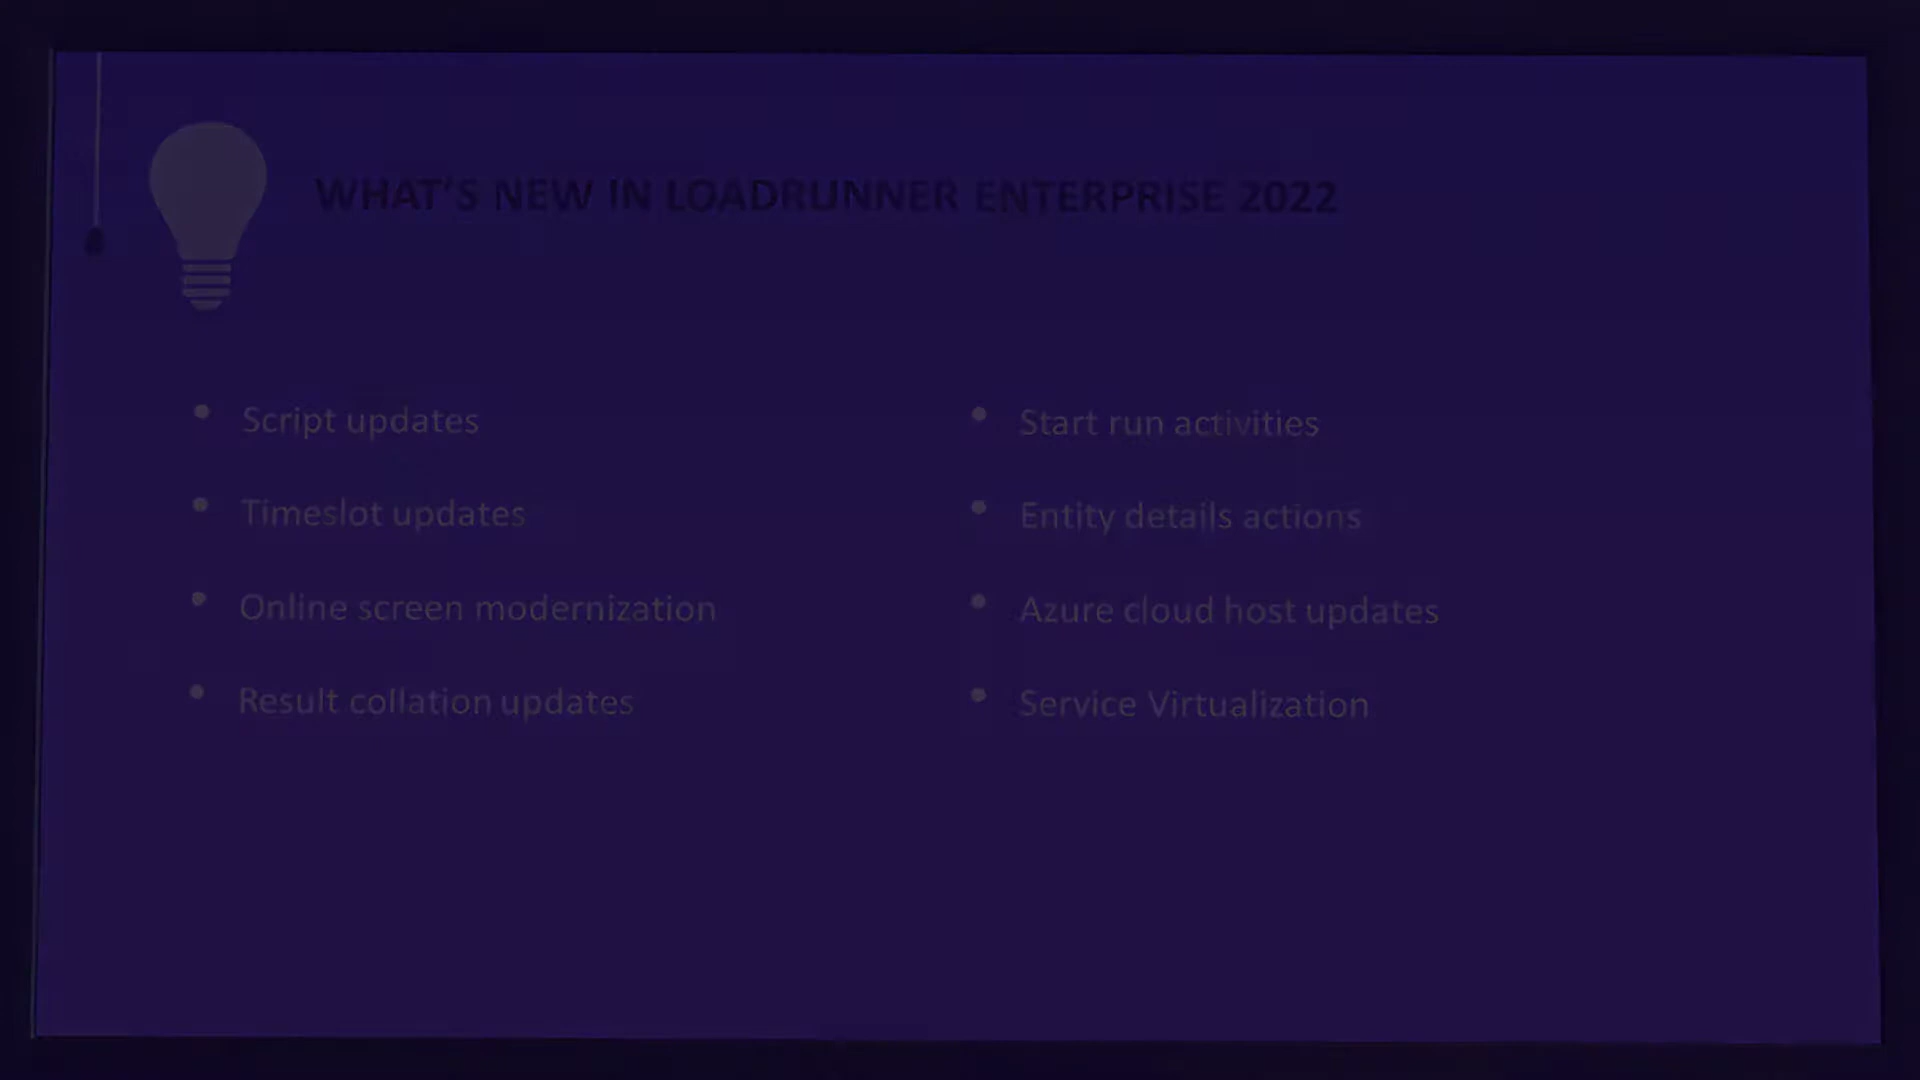 WHAT'S NEW IN LOADRUNNER ENTERPRISE 2022
• Script updates
• Timeslot updates
• Online screen modernization
• Result collation updates
• Start run activities
• Entity details actions
• Azure cloud host updates
• Service Virtualization